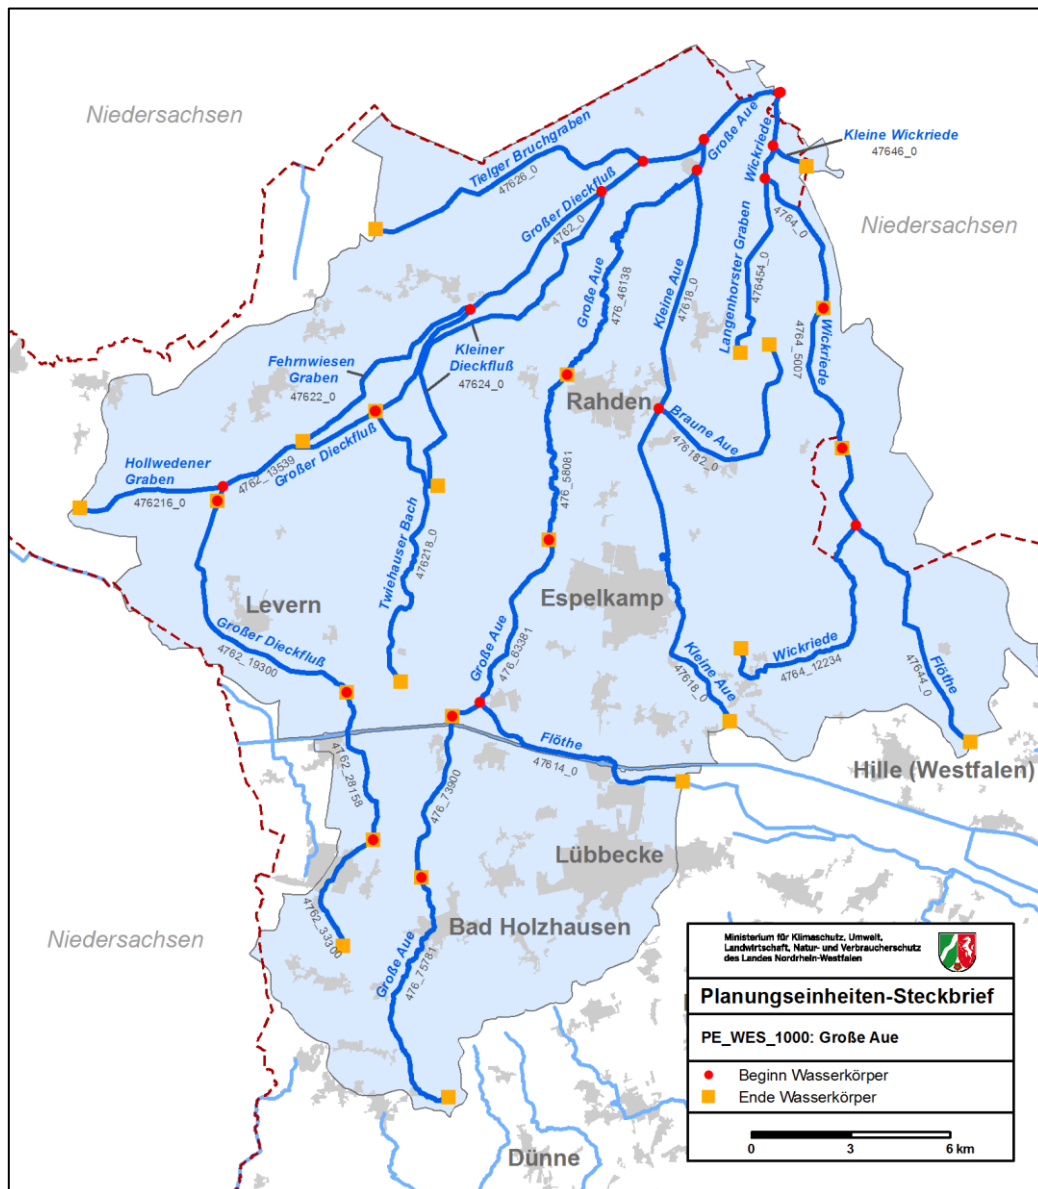 Niedersachsen
Große Aue
Wickriede
Kleine Wickriede
47646_0
Tielger Bruchgraben
47626_0
Großer Dieckfluß
4762_0
4764_0
Niedersachsen
Große Aue
476_46138
Kleine Aue
47618_0
Langenhorster Graben
476454_0
Wickriede
4764_5007
Fehrnwiesen
Graben
47622_0
Kleiner
Dieckfluß
47624_0
Rahden
Braune Aue
476182_0
Großer Dieckfluß
4762_13539
Hollwedener
Graben
476216_0
476_58081
Twiehauser Bach
476218_0
Levern
Espelkamp
Großer Dieckfluß
4762_19300
Große Aue
476_63381
Kleine Aue
47618_0
Wickriede
4764_12234
Flöthe
47644_0
Flöthe
47614_0
4162_28158
476_73900
Hille (Westfalen)
Lübbecke
Bad Holzhausen
4762_33300
Große Aue
476_7578
Niedersachsen
Dünne
Ministerium für Klimaschutz, Umwelt,
Landwirtschaft, Natur- und Verbraucherschutz
des Landes Nordrhein-Westfalen
Planungseinheiten-Steckbrief
PE_WES_1000: Große Aue
Beginn Wasserkörper
Ende Wasserkörper
0 3 6 km